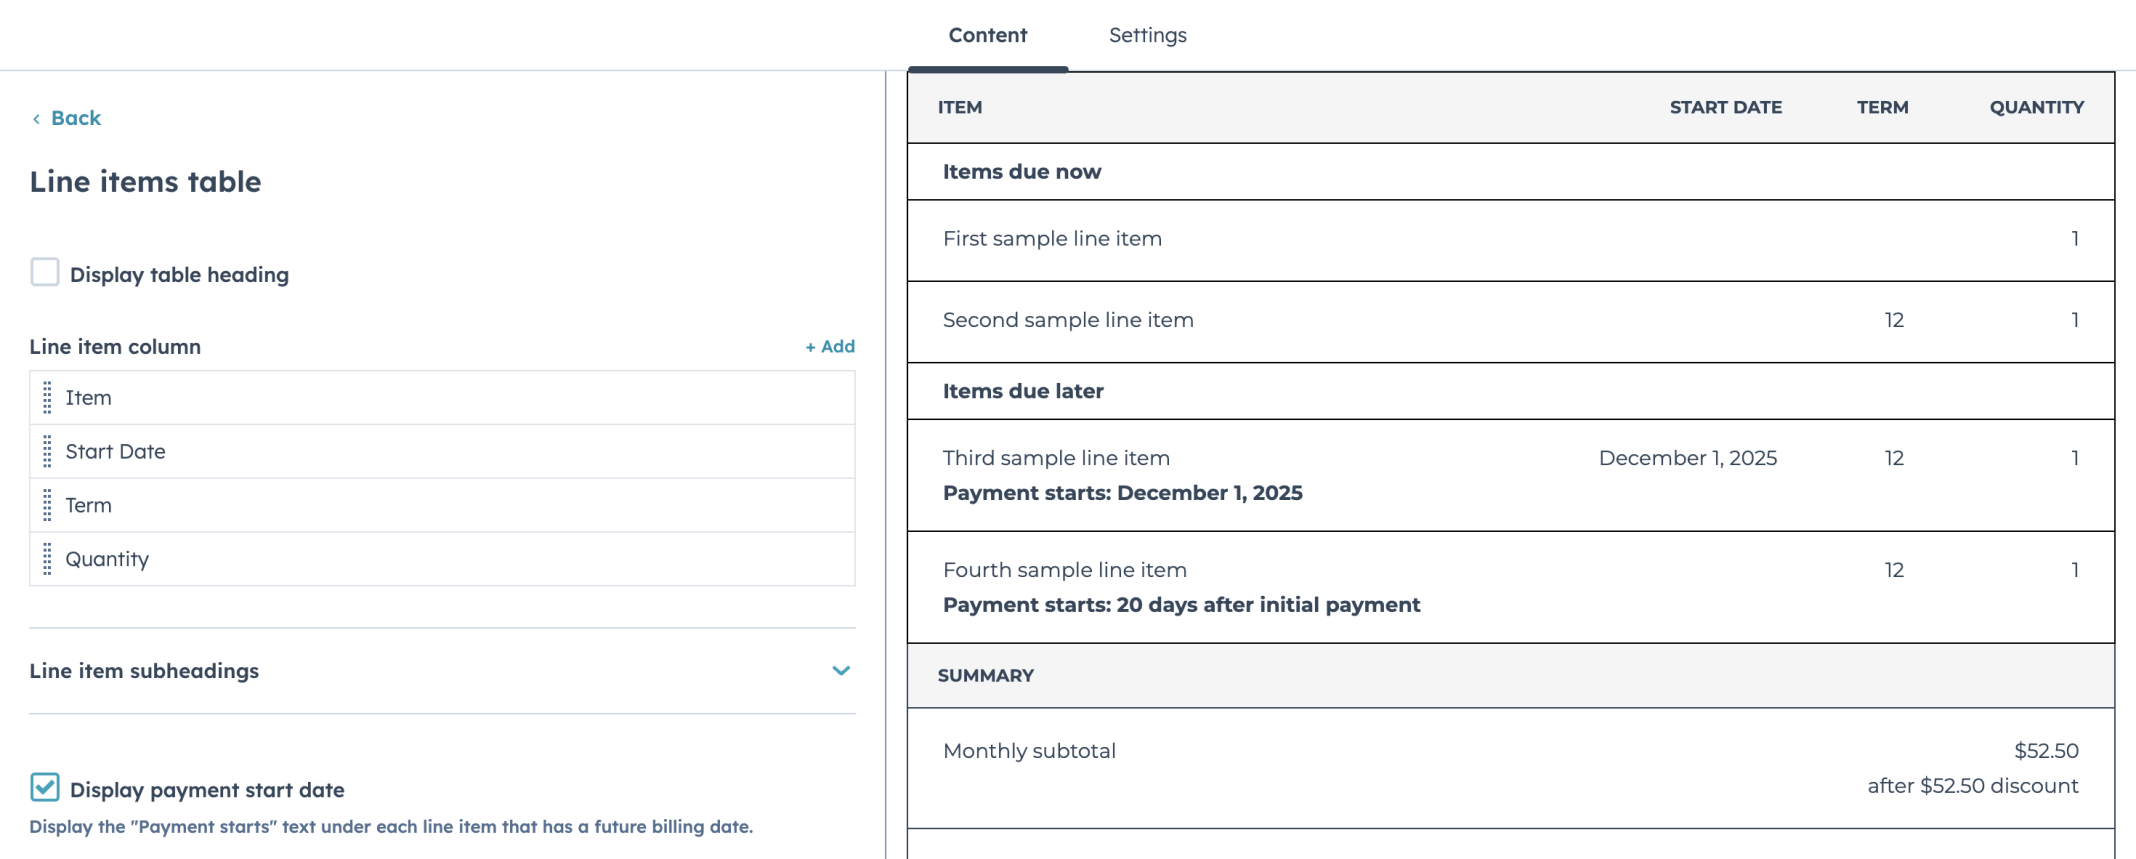 Content Settings
Back
Line items table
Display table heading
Line item column + Add
Item
Start Date
Term
Quantity
Line item subheadings
Display payment start date
Display the "Payment starts" text under each line item that has a future billing date.
ITEM START DATE TERM QUANTITY
Items due now
First sample line item 1
Second sample line item 12 1
Items due later
Third sample line item December 1, 2025 12 1
Payment starts: December 1, 2025
Fourth sample line item 12 1
Payment starts: 20 days after initial payment
SUMMARY
Monthly subtotal $52.50
after $52.50 discount